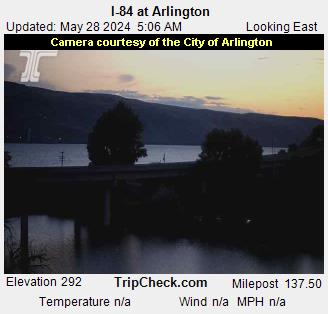 I-84 at Arlington
Updated: May 28 2024 5:06 AM Looking East
Camera courtesy of the City of Arlington
Elevation 292 TripCheck.com Milepost 137.50
Temperature n/a Wind n/a MPH n/a